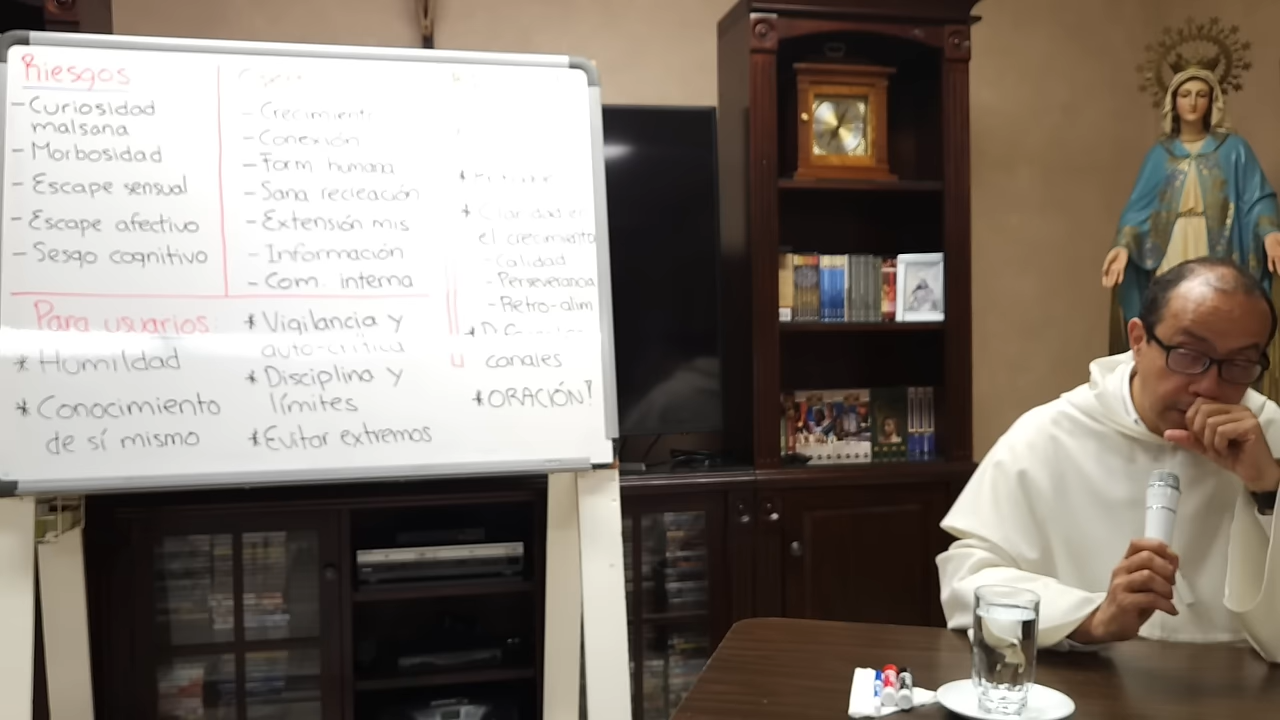 Riesgos
- Curiosidad
malsana
- Morbosidad
- Escape sensual
- Escape afectivo
- Sesgo cognitivo
- Crecimiento
- Conexión
- Form humana
- Sana recreación
- Extensión mis
- Información
- Com. interna
Para usuarios:
* Humildad
* Conocimiento
de sí mismo
* Vigilancia y
auto-crítica
* Disciplina y
límites
* Evitar extremos
* Claridad en
el crecimiento
- Calidad
- Perseverancia
- Retro-alim
canales
* ORACIÓN!